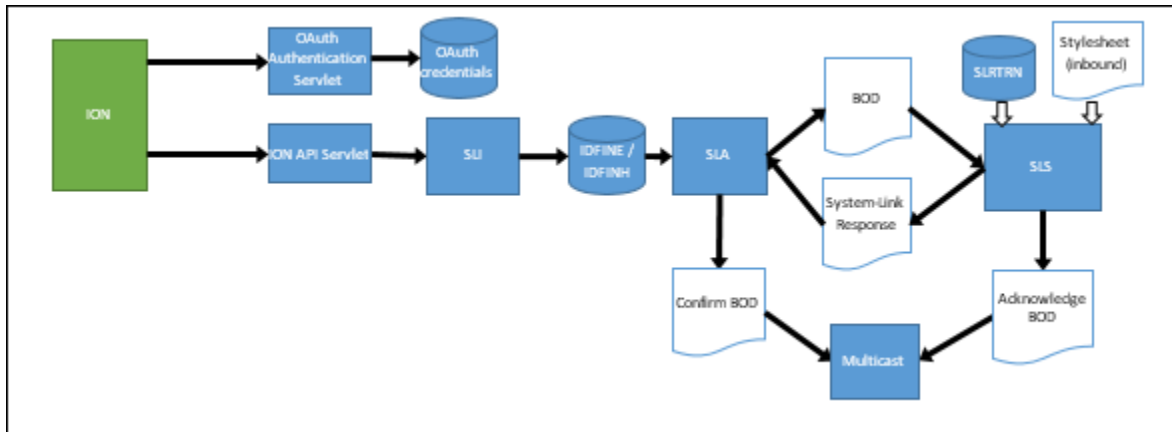 ION
OAuth
Authentication
Servlet
OAuth
credentials
ION API Servlet
SLI
IDFINE /
IDFINH
SLA
BOD
System-Link
Response
SLRTRN
Stylesheet
(inbound)
SLS
Confirm BOD
Acknowledge
BOD
Multicast